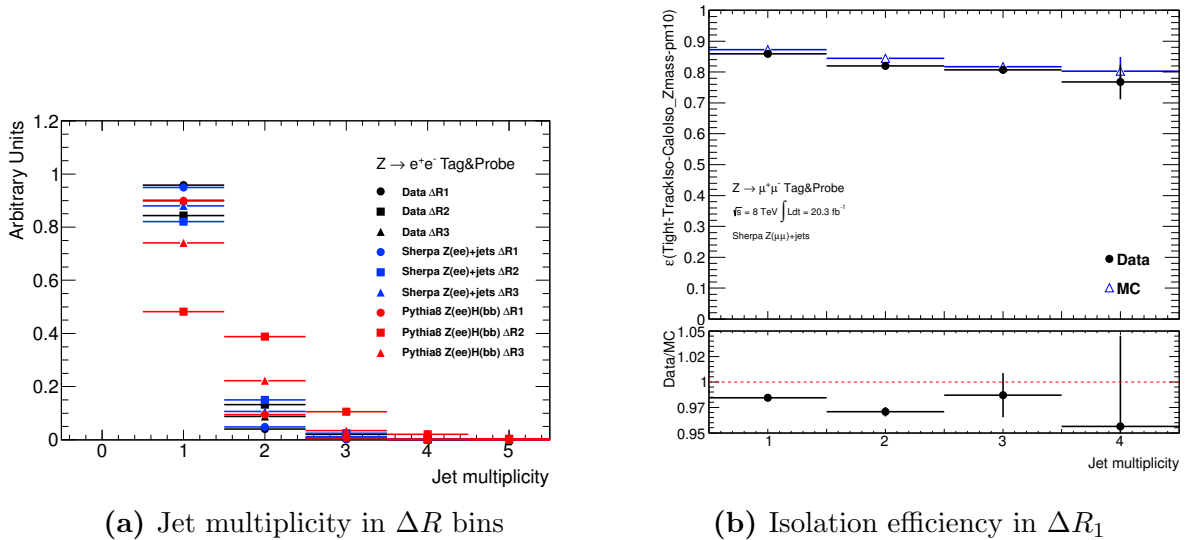 Arbitrary Units
1.2
1
0.8
0.6
0.4
0.2
0
0 1 2 3 4 5
Jet multiplicity
Z → e⁺e⁻ Tag&Probe
Data ΔR1
Data ΔR2
Data ΔR3
Sherpa Z(ee)+jets ΔR1
Sherpa Z(ee)+jets ΔR2
Sherpa Z(ee)+jets ΔR3
Pythia8 Z(ee)H(bb) ΔR1
Pythia8 Z(ee)H(bb) ΔR2
Pythia8 Z(ee)H(bb) ΔR3
(a) Jet multiplicity in ΔR bins
ε(Tight-TrackIso-CaloIso_Zmass-pm10)
1
0.9
0.8
0.7
0.6
0.5
0.4
0.3
0.2
0.1
0
Z → μ⁺μ⁻ Tag&Probe
√s = 8 TeV ∫Ldt = 20.3 fb⁻¹
Sherpa Z(μμ)+jets
Data
MC
Data/MC
1.05
1.02
1
0.97
0.95
1 2 3 4
Jet multiplicity
(b) Isolation efficiency in ΔR₁